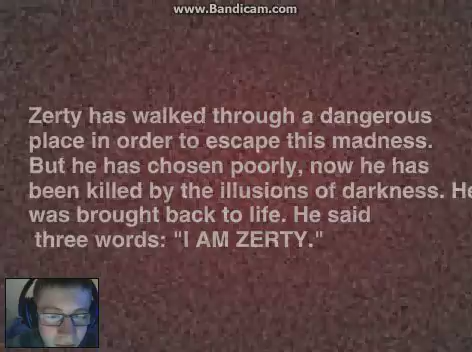 www.Bandicam.com
Zerty has walked through a dangerous
place in order to escape this madness.
But he has chosen poorly, now he has
been killed by the illusions of darkness. He
was brought back to life. He said
three words: "I AM ZERTY."